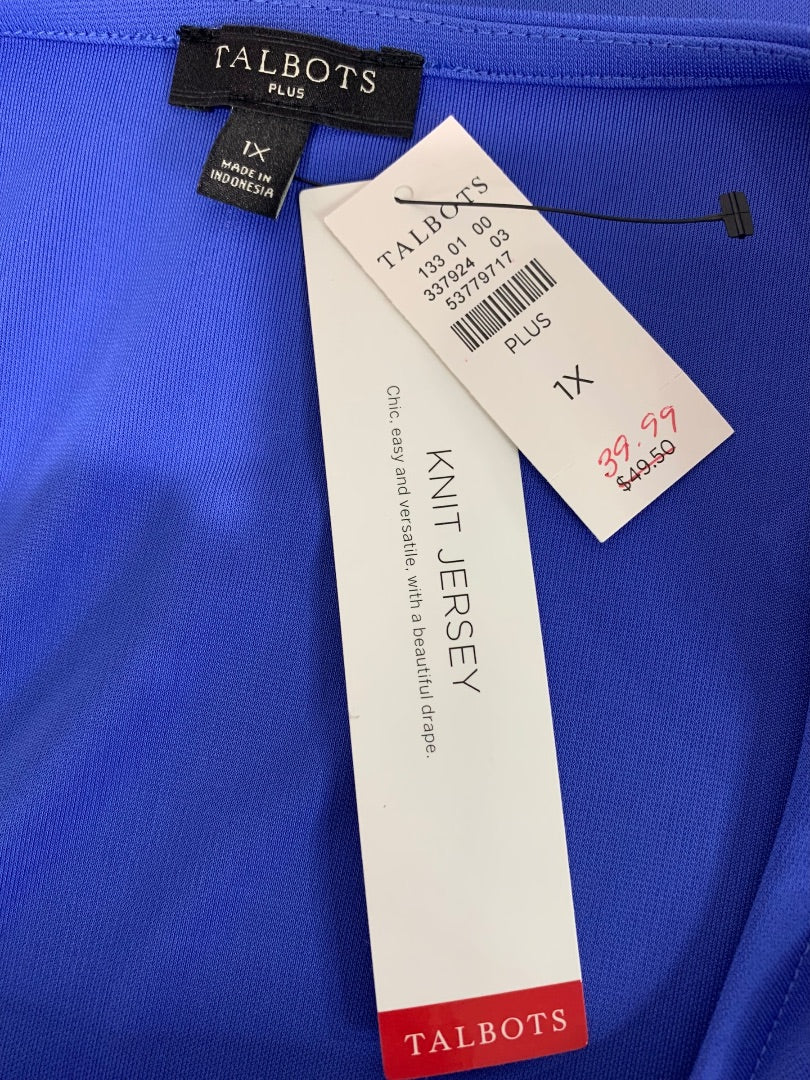 TALBOTS
PLUS
1X
MADE IN
INDONESIA
TALBOTS
133 01 00
337924 03
53779717
PLUS
1X
39.99
$49.50
KNIT JERSEY
Chic, easy and versatile, with a beautiful drape.
TALBOTS